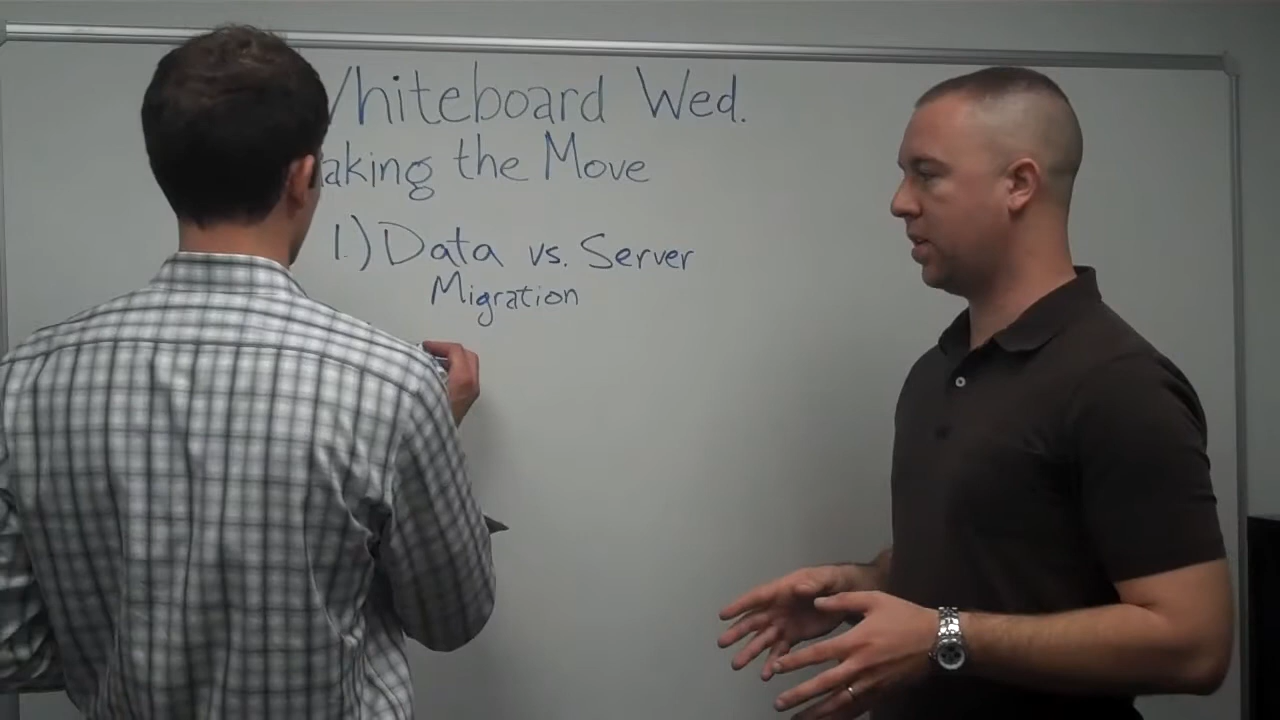 Whiteboard Wed.
aking the Move
1.) Data vs. Server
Migration